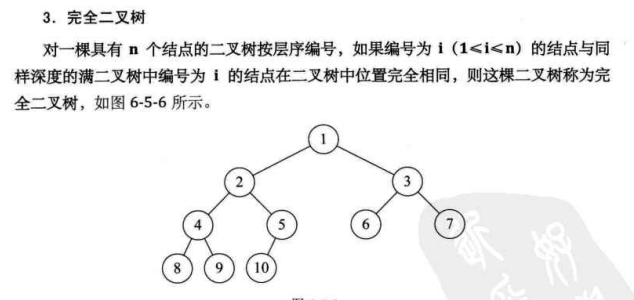 3. 完全二叉树
对一棵具有 n 个结点的二叉树按层序编号，如果编号为 i（1≤i≤n）的结点与同
样深度的满二叉树中编号为 i 的结点在二叉树中位置完全相同，则这棵二叉树称为完
全二叉树，如图 6-5-6 所示。
1
2 3
4 5 6 7
8 9 10